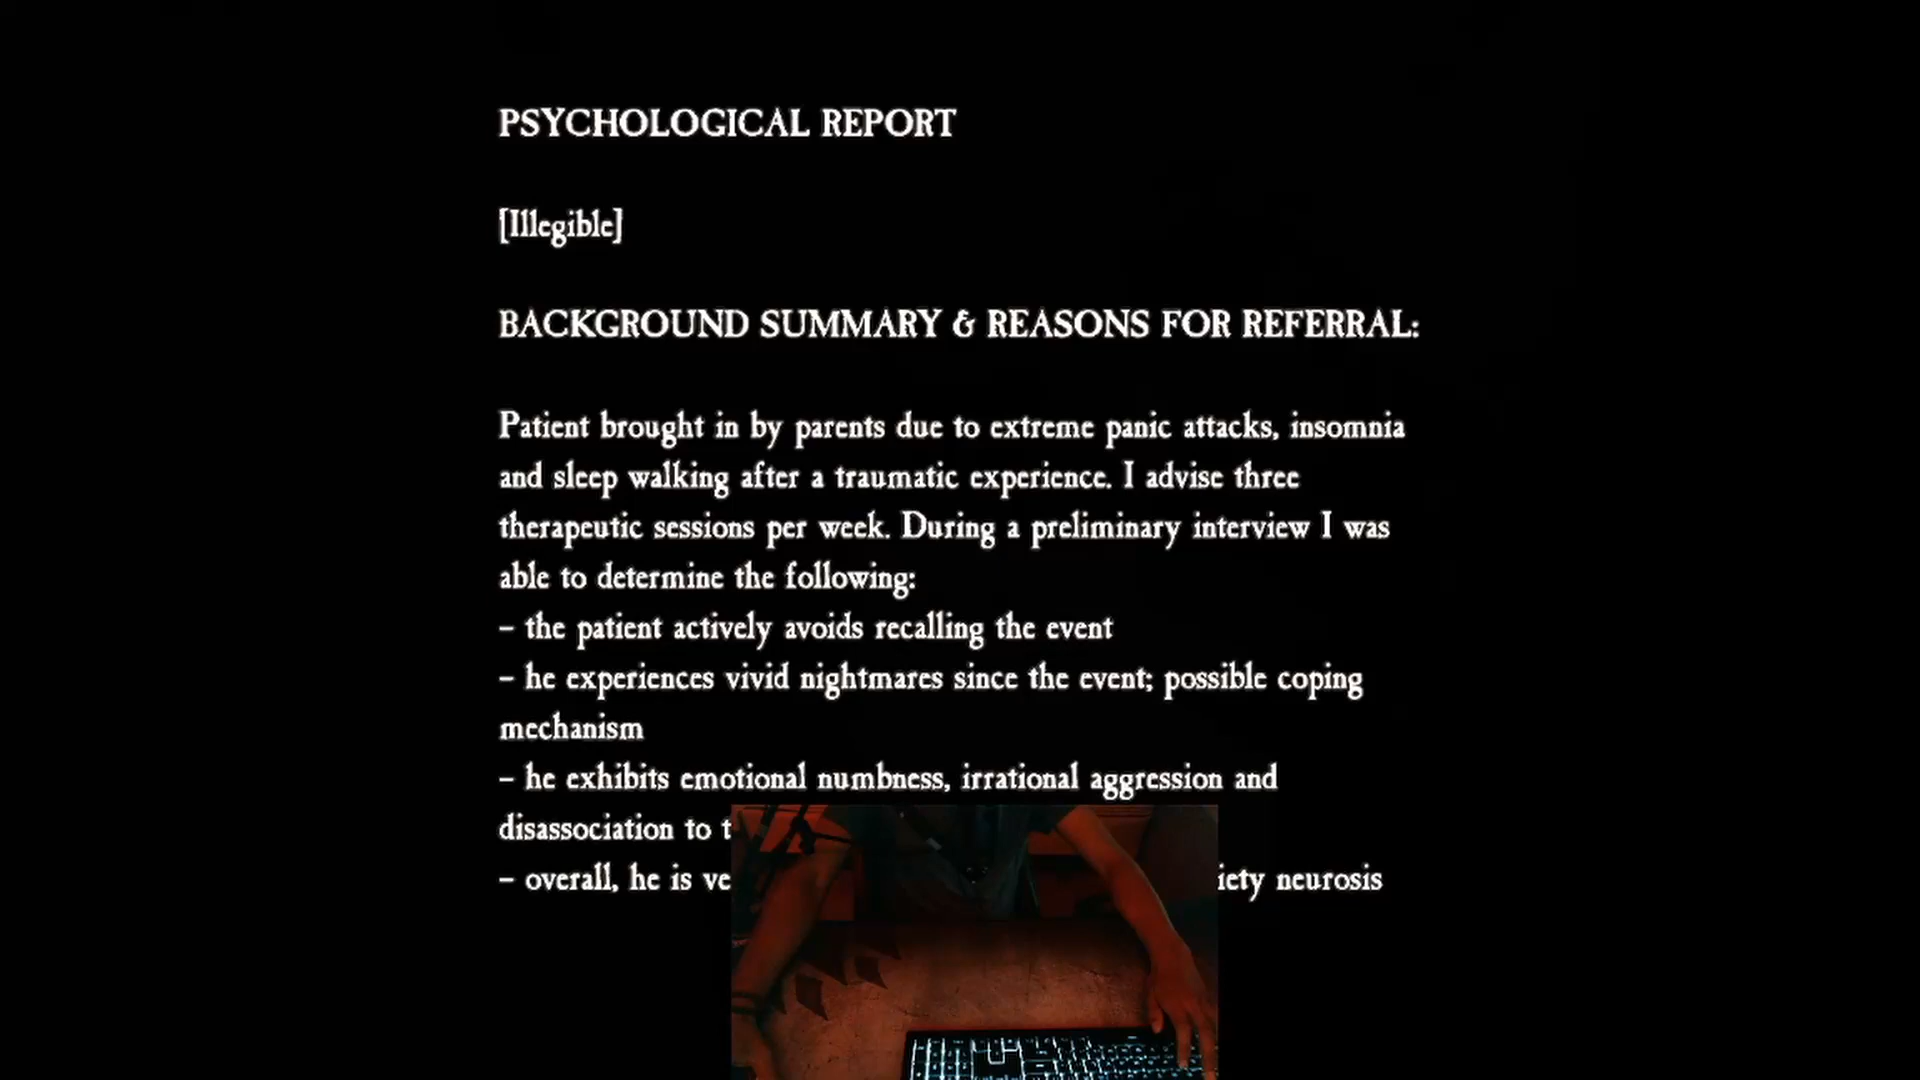 PSYCHOLOGICAL REPORT
[Illegible]
BACKGROUND SUMMARY & REASONS FOR REFERRAL:
Patient brought in by parents due to extreme panic attacks, insomnia
and sleep walking after a traumatic experience. I advise three
therapeutic sessions per week. During a preliminary interview I was
able to determine the following:
– the patient actively avoids recalling the event
– he experiences vivid nightmares since the event; possible coping
mechanism
– he exhibits emotional numbness, irrational aggression and
disassociation to
– overall, he is neurosis